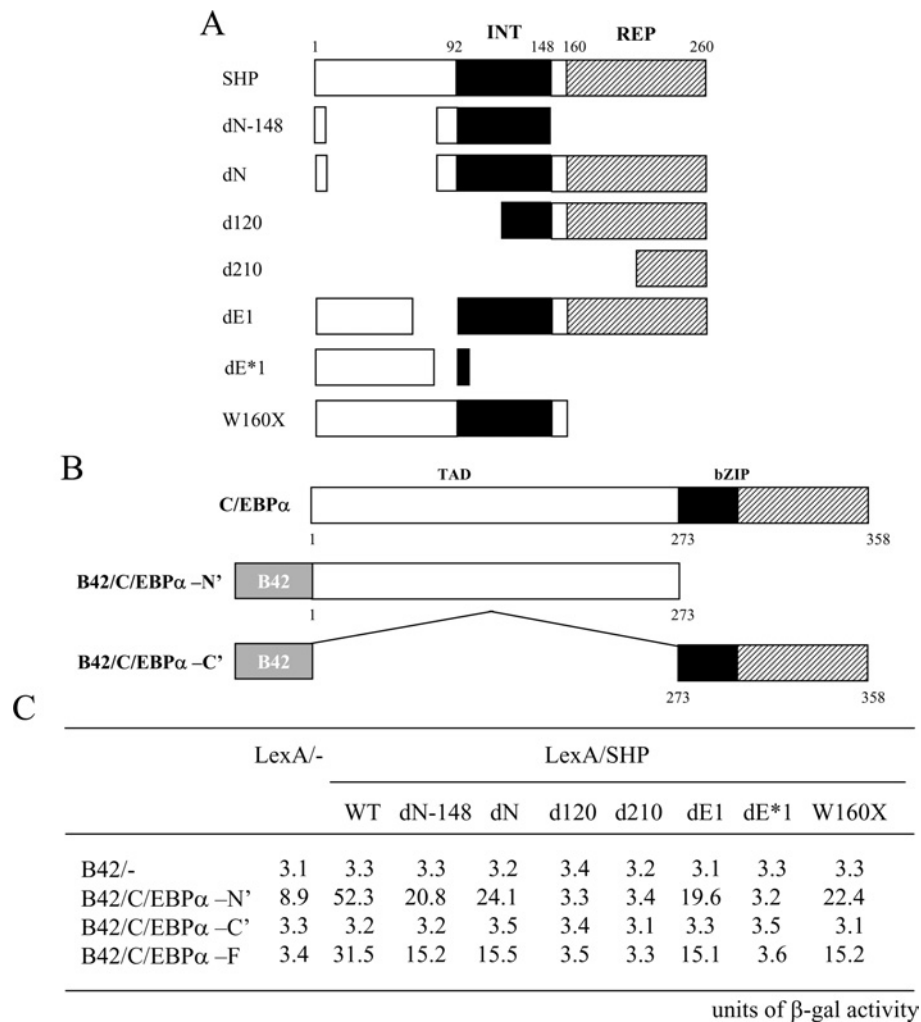 A
INT REP
1 92 148 160 260
SHP
dN-148
dN
d120
d210
dE1
dE*1
W160X
B
TAD bZIP
C/EBPα
1 273 358
B42/C/EBPα –N' B42
1 273
B42/C/EBPα –C' B42
273 358
C
LexA/- LexA/SHP
WT dN-148 dN d120 d210 dE1 dE*1 W160X
B42/- 3.1 3.3 3.3 3.2 3.4 3.2 3.1 3.3 3.3
B42/C/EBPα –N' 8.9 52.3 20.8 24.1 3.3 3.4 19.6 3.2 22.4
B42/C/EBPα –C' 3.3 3.2 3.2 3.5 3.4 3.1 3.3 3.5 3.1
B42/C/EBPα –F 3.4 31.5 15.2 15.5 3.5 3.3 15.1 3.6 15.2
units of β-gal activity